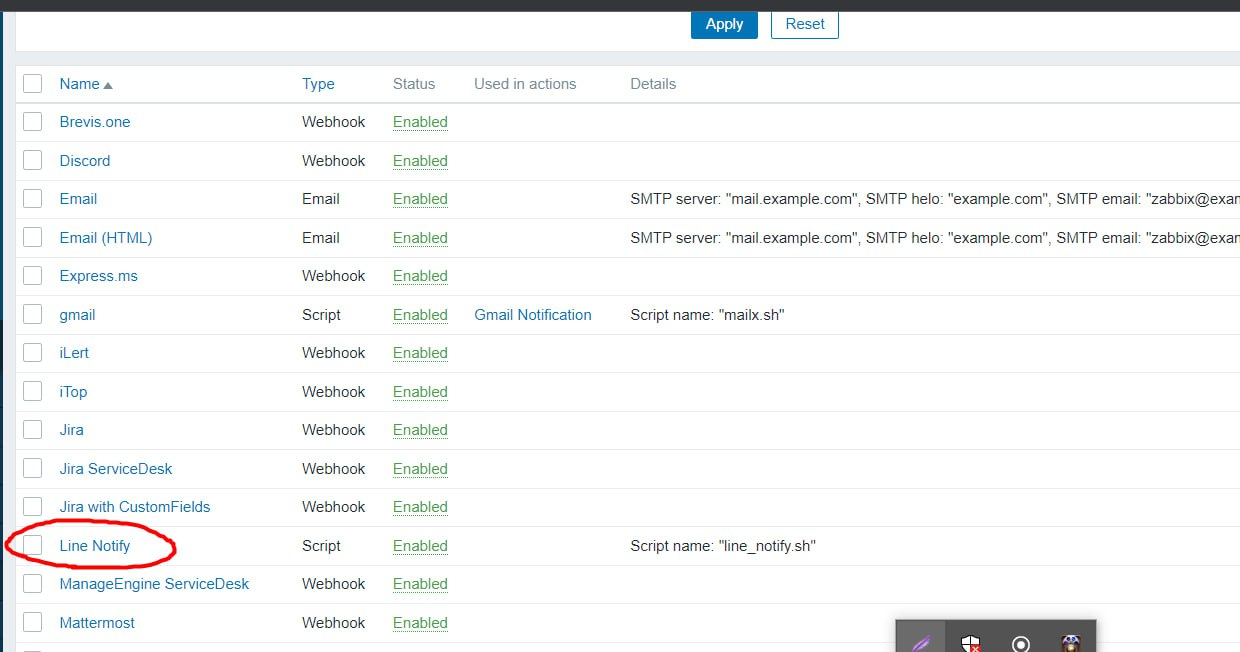 Apply Reset
Name Type Status Used in actions Details
Brevis.one Webhook Enabled
Discord Webhook Enabled
Email Email Enabled SMTP server: "mail.example.com", SMTP helo: "example.com", SMTP email: "zabbix@exam
Email (HTML) Email Enabled SMTP server: "mail.example.com", SMTP helo: "example.com", SMTP email: "zabbix@exam
Express.ms Webhook Enabled
gmail Script Enabled Gmail Notification Script name: "mailx.sh"
iLert Webhook Enabled
iTop Webhook Enabled
Jira Webhook Enabled
Jira ServiceDesk Webhook Enabled
Jira with CustomFields Webhook Enabled
Line Notify Script Enabled Script name: "line_notify.sh"
ManageEngine ServiceDesk Webhook Enabled
Mattermost Webhook Enabled